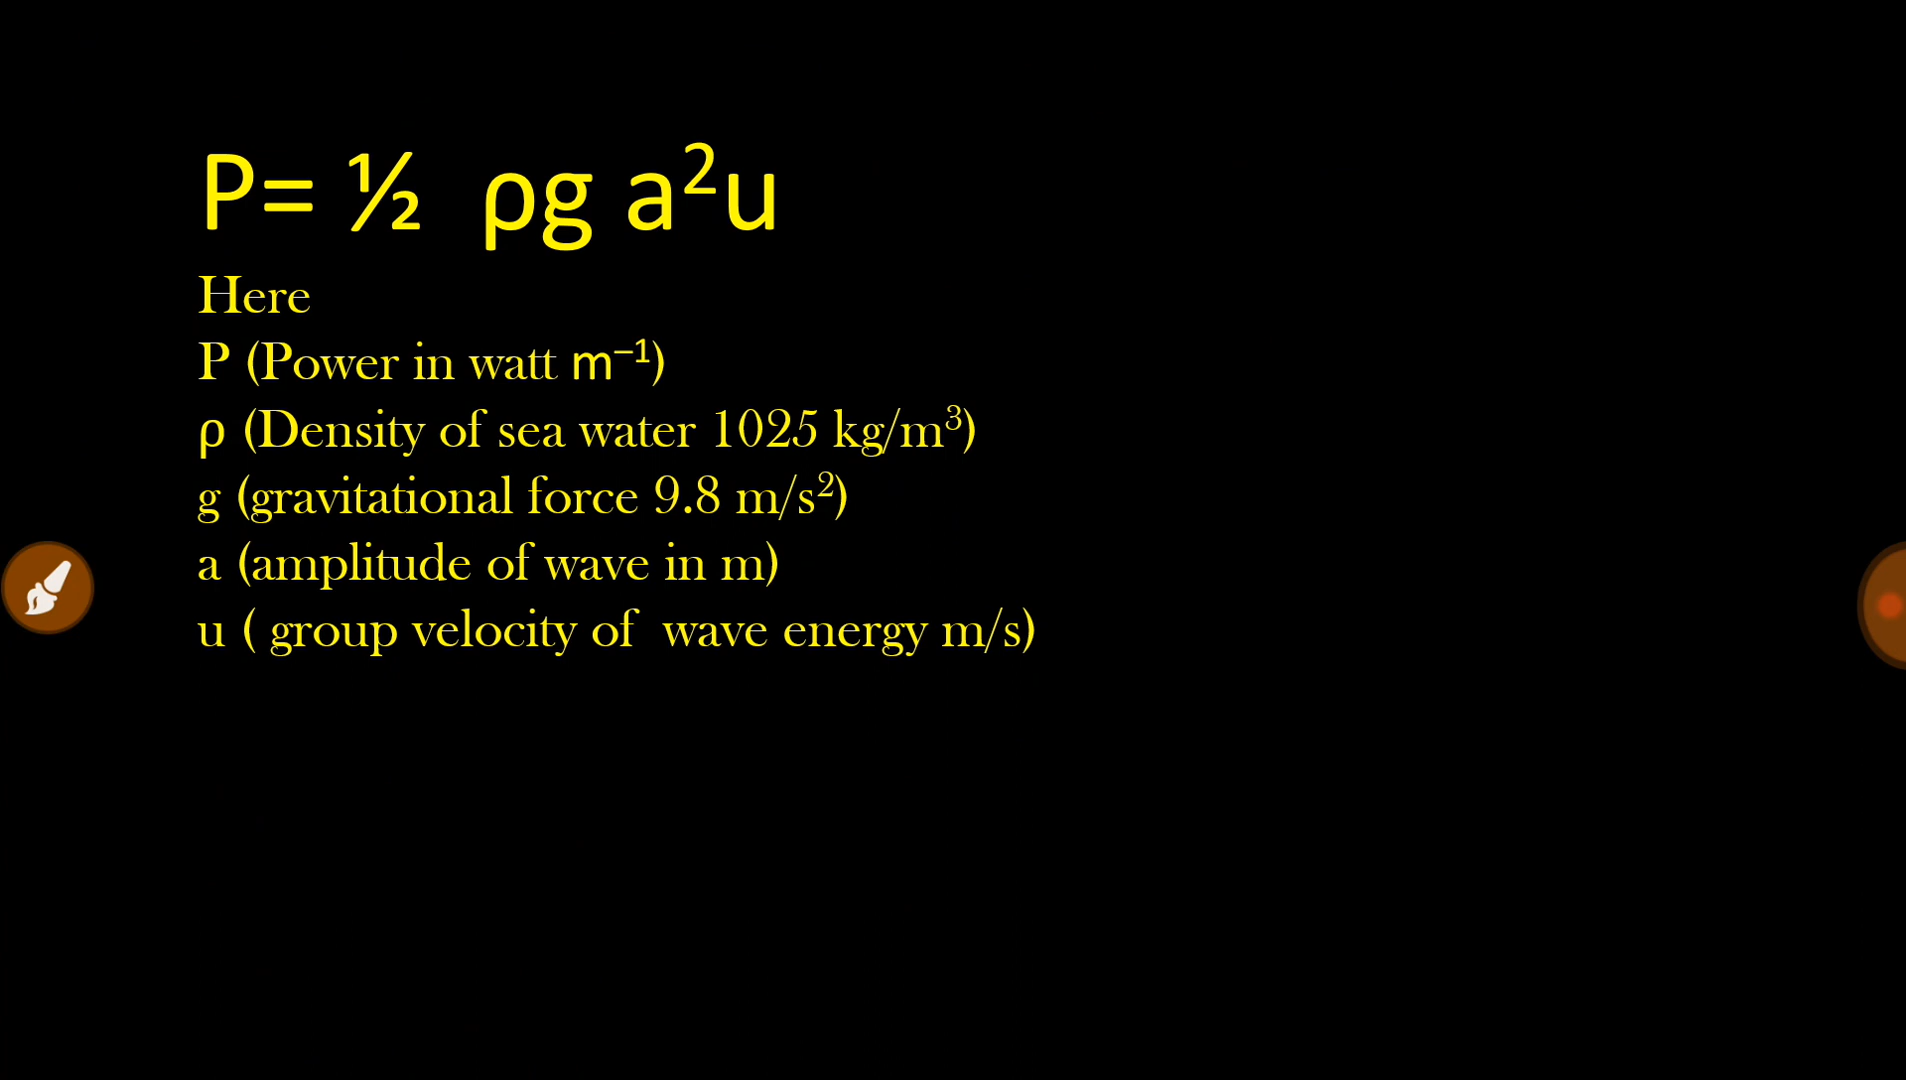 P= ½ ρg a²u
Here
P (Power in watt m⁻¹)
ρ (Density of sea water 1025 kg/m³)
g (gravitational force 9.8 m/s²)
a (amplitude of wave in m)
u ( group velocity of wave energy m/s)